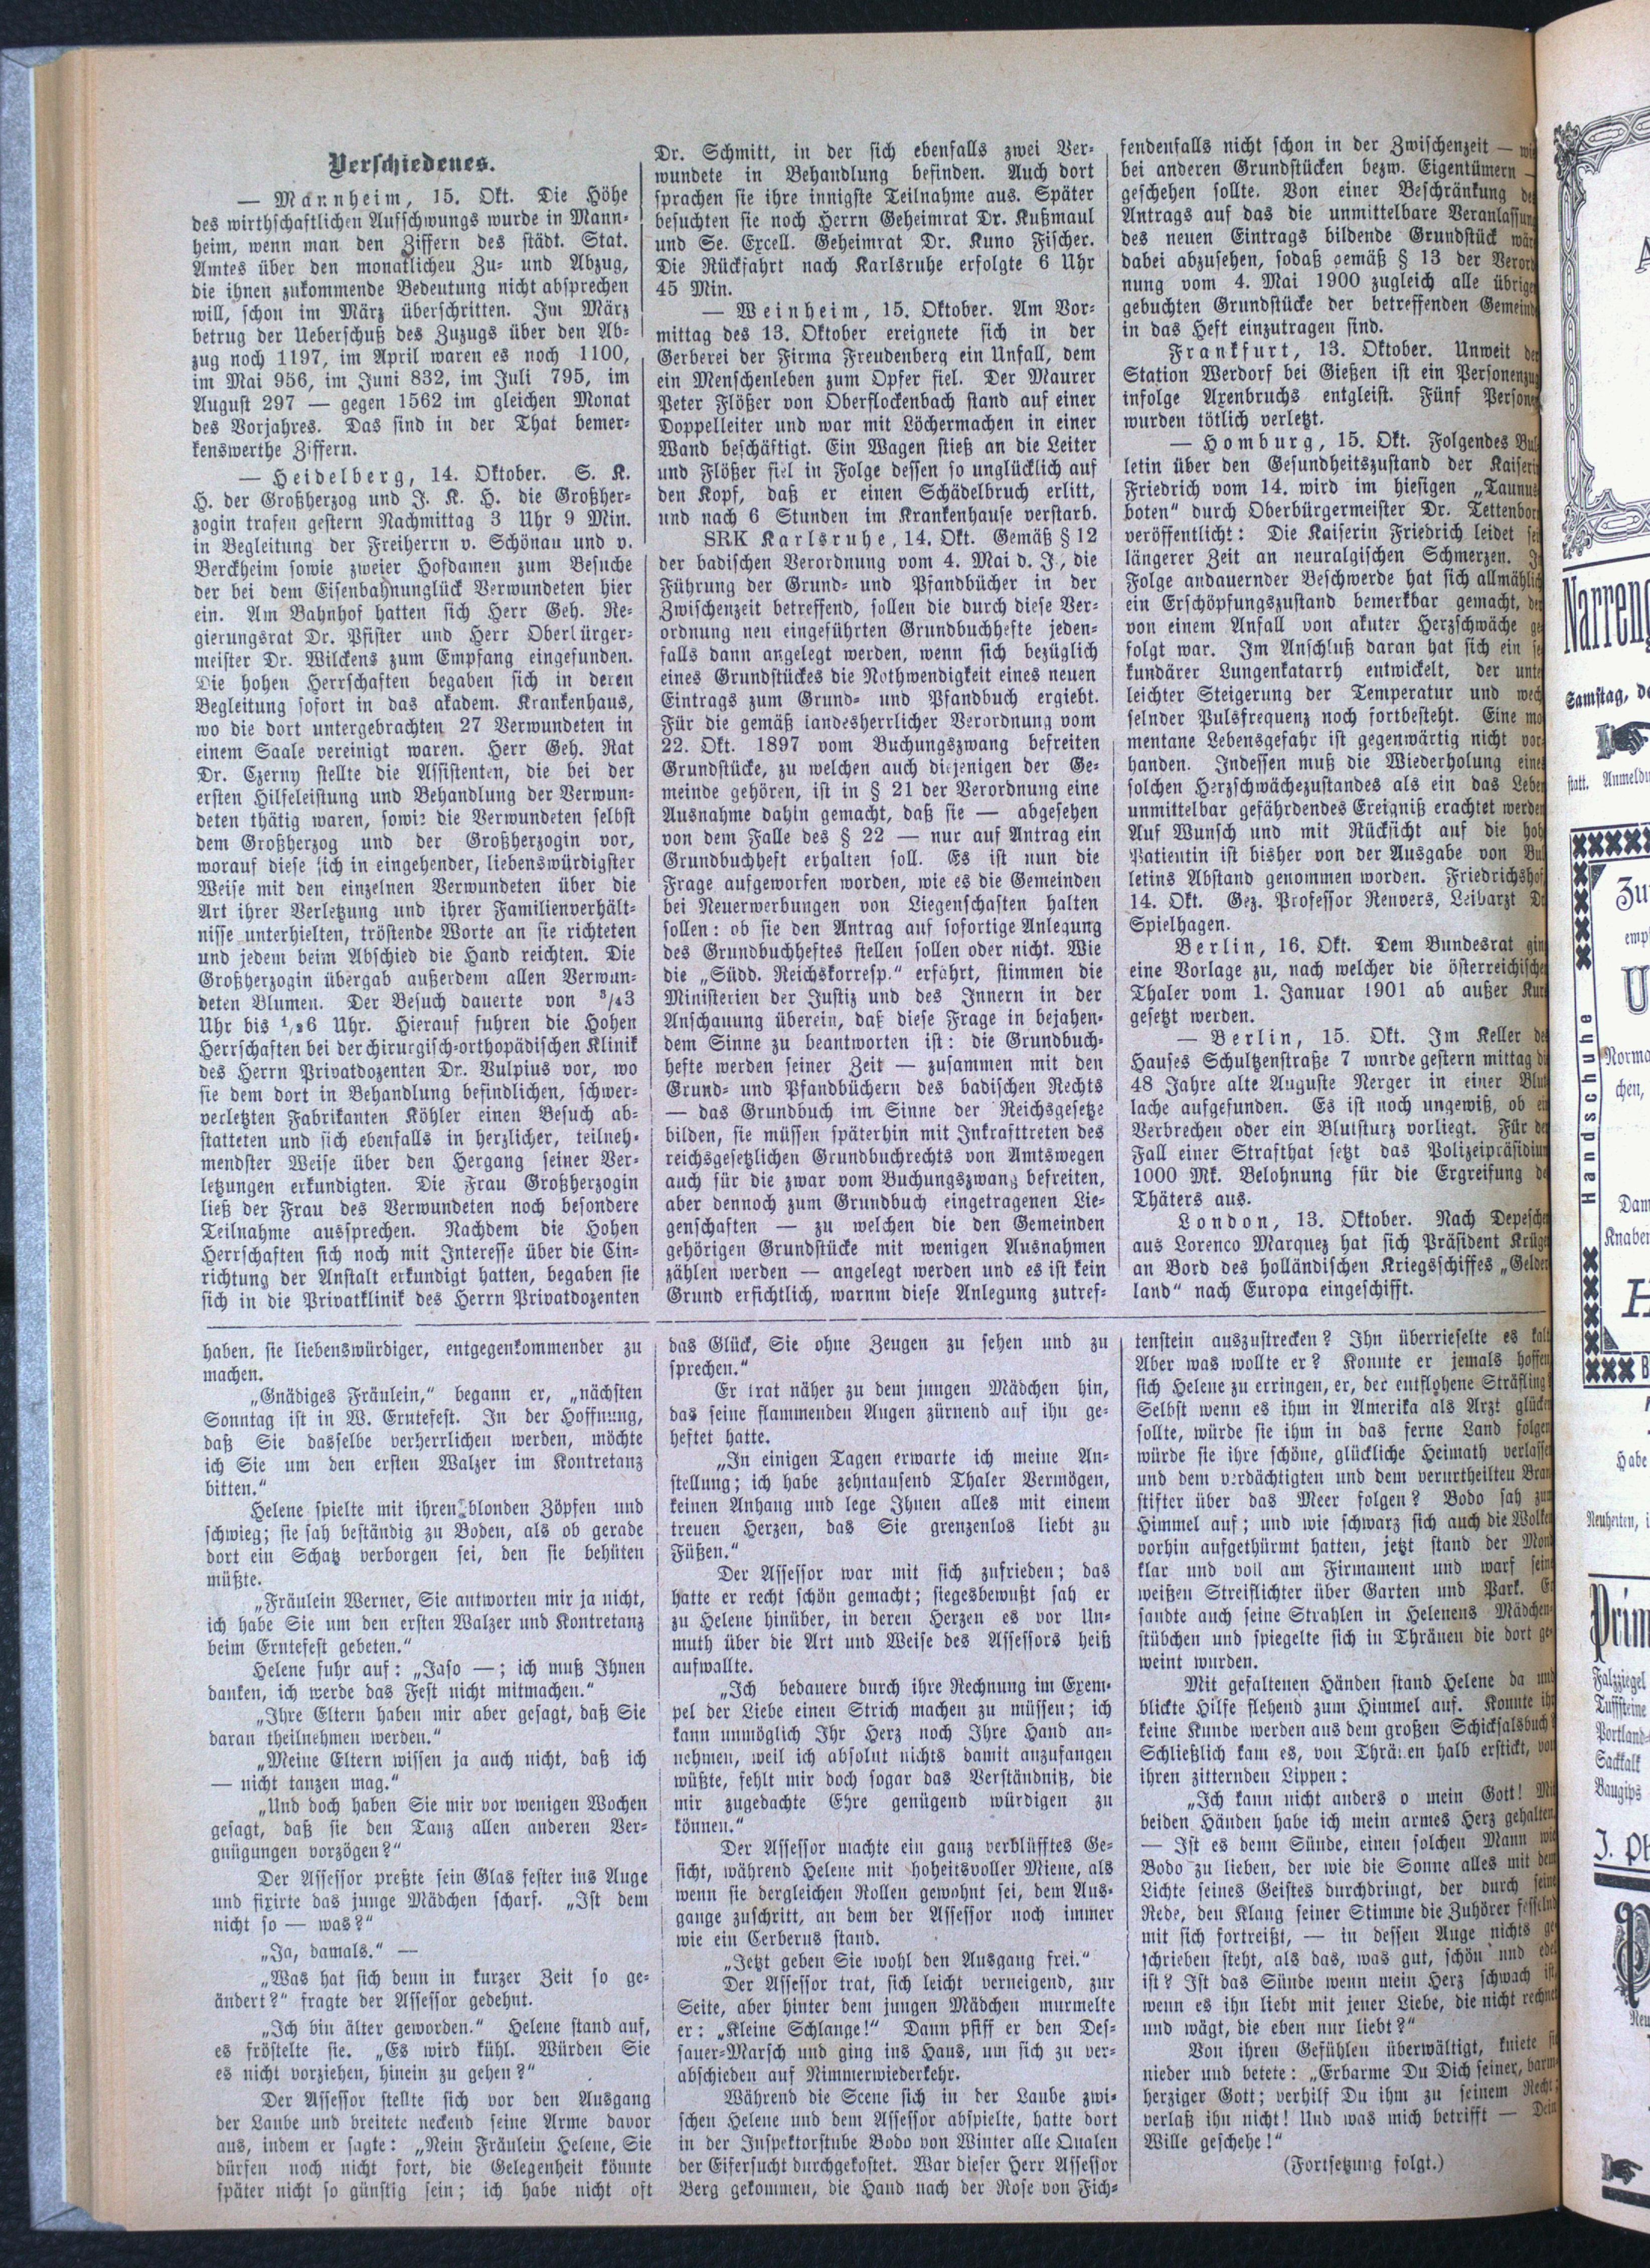 Verschiedenes.
— Mannheim, 15. Okt. Die Höhe
des wirthschaftlichen Aufschwungs wurde in Mann-
heim, wenn man den Ziffern des städt. Stat.
Amtes über den monatlichen Zu- und Abzug,
die ihnen zukommende Bedeutung nicht absprechen
will, schon im März überschritten. Im März
betrug der Ueberschuß des Zuzugs über den Ab-
zug noch 1197, im April waren es noch 1100,
im Mai 956, im Juni 832, im Juli 795, im
August 297 — gegen 1562 im gleichen Monat
des Vorjahres. Das sind in der That bemer-
kenswerthe Ziffern.
— Heidelberg, 14. Oktober. S. K.
H. der Großherzog und J. K. H. die Großher-
zogin trafen gestern Nachmittag 3 Uhr 9 Min.
in Begleitung der Freiherrn v. Schönau und v.
Berckheim sowie zweier Hofdamen zum Besuche
der bei dem Eisenbahnunglück Verwundeten hier
ein. Am Bahnhof hatten sich Herr Geh. Re-
gierungsrat Dr. Pfister und Herr Oberbürger-
meister Dr. Wilckens zum Empfang eingefunden.
Die hohen Herrschaften begaben sich in deren
Begleitung sofort in das akadem. Krankenhaus,
wo die dort untergebrachten 27 Verwundeten in
einem Saale vereinigt waren. Herr Geh. Rat
Dr. Czerny stellte die Assistenten, die bei der
ersten Hilfeleistung und Behandlung der Verwun-
deten thätig waren, sowie die Verwundeten selbst
dem Großherzog und der Großherzogin vor,
worauf diese sich in eingehender, liebenswürdigster
Weise mit den einzelnen Verwundeten über die
Art ihrer Verletzung und ihrer Familienverhält-
nisse unterhielten, tröstende Worte an sie richteten
und jedem beim Abschied die Hand reichten. Die
Großherzogin übergab außerdem allen Verwun-
deten Blumen. Der Besuch dauerte von 3/4 3
Uhr bis 1/2 6 Uhr. Hierauf fuhren die Hohen
Herrschaften bei der chirurgisch-orthopädischen Klinik
des Herrn Privatdozenten Dr. Vulpius vor, wo
sie dem dort in Behandlung befindlichen, schwer-
verletzten Fabrikanten Köhler einen Besuch ab-
statteten und sich ebenfalls in herzlicher, teilneh-
mendster Weise über den Hergang seiner Ver-
letzungen erkundigten. Die Frau Großherzogin
ließ der Frau des Verwundeten noch besondere
Teilnahme aussprechen. Nachdem die Hohen
Herrschaften sich noch mit Interesse über die Ein-
richtung der Anstalt erkundigt hatten, begaben sie
sich in die Privatklinik des Herrn Privatdozenten
Dr. Schmitt, in der sich ebenfalls zwei Ver-
wundete in Behandlung befinden. Auch dort
sprachen sie ihre innigste Teilnahme aus. Später
besuchten sie noch Herrn Geheimrat Dr. Kußmaul
und Se. Excell. Geheimrat Dr. Kuno Fischer.
Die Rückfahrt nach Karlsruhe erfolgte 6 Uhr
45 Min.
— Weinheim, 15. Oktober. Am Vor-
mittag des 13. Oktober ereignete sich in der
Gerberei der Firma Freudenberg ein Unfall, dem
ein Menschenleben zum Opfer fiel. Der Maurer
Peter Flößer von Oberflockenbach stand auf einer
Doppelleiter und war mit Löchermachen in einer
Wand beschäftigt. Ein Wagen stieß an die Leiter
und Flößer fiel in Folge dessen so unglücklich auf
den Kopf, daß er einen Schädelbruch erlitt,
und nach 6 Stunden im Krankenhause verstarb.
SRK Karlsruhe, 14. Okt. Gemäß § 12
der badischen Verordnung vom 4. Mai d. J., die
Führung der Grund- und Pfandbücher in der
Zwischenzeit betreffend, sollen die durch diese Ver-
ordnung neu eingeführten Grundbuchhefte jeden-
falls dann angelegt werden, wenn sich bezüglich
eines Grundstückes die Nothwendigkeit eines neuen
Eintrags zum Grund- und Pfandbuch ergiebt.
Für die gemäß landesherrlicher Verordnung vom
22. Okt. 1897 vom Buchungszwang befreiten
Grundstücke, zu welchen auch diejenigen der Ge-
meinde gehören, ist in § 21 der Verordnung eine
Ausnahme dahin gemacht, daß sie — abgesehen
von dem Falle des § 22 — nur auf Antrag ein
Grundbuchheft erhalten soll. Es ist nun die
Frage aufgeworfen worden, wie es die Gemeinden
bei Neuerwerbungen von Liegenschaften halten
sollen: ob sie den Antrag auf sofortige Anlegung
des Grundbuchheftes stellen sollen oder nicht. Wie
die „Südd. Reichskorresp.“ erfährt, stimmen die
Ministerien der Justiz und des Innern in der
Anschauung überein, daß diese Frage in bejahen-
dem Sinne zu beantworten ist: die Grundbuch-
hefte werden seiner Zeit — zusammen mit den
Grund- und Pfandbüchern des badischen Rechts
— das Grundbuch im Sinne der Reichsgesetze
bilden, sie müssen späterhin mit Inkrafttreten des
reichsgesetzlichen Grundbuchrechts von Amtswegen
auch für die zwar vom Buchungszwang befreiten,
aber dennoch zum Grundbuch eingetragenen Lie-
genschaften — zu welchen die den Gemeinden
gehörigen Grundstücke mit wenigen Ausnahmen
zählen werden — angelegt werden und es ist kein
Grund ersichtlich, warum diese Anlegung zutref-
fendenfalls nicht schon in der Zwischenzeit — wie
bei anderen Grundstücken bezw. Eigentümern —
geschehen sollte. Von einer Beschränkung des
Antrags auf das die unmittelbare Veranlassung
des neuen Eintrags bildende Grundstück wäre
dabei abzusehen, sodaß gemäß § 13 der Verord
nung vom 4. Mai 1900 zugleich alle übrigen
gebuchten Grundstücke der betreffenden Gemeinde
in das Heft einzutragen sind.
Frankfurt, 13. Oktober. Unweit der
Station Werdorf bei Gießen ist ein Personenzug
infolge Axenbruchs entgleist. Fünf Personen
wurden tötlich verletzt.
— Homburg, 15. Okt. Folgendes Bul
letin über den Gesundheitszustand der Kaiserin
Friedrich vom 14. wird im hiesigen „Taunus
boten“ durch Oberbürgermeister Dr. Tettenborn
veröffentlicht: Die Kaiserin Friedrich leidet seit
längerer Zeit an neuralgischen Schmerzen. In
Folge andauernder Beschwerde hat sich allmählich
ein Erschöpfungszustand bemerkbar gemacht, der
von einem Anfall von akuter Herzschwäche ge-
folgt war. Im Anschluß daran hat sich ein se
kundärer Lungenkatarrh entwickelt, der unter
leichter Steigerung der Temperatur und wech
selnder Pulsfrequenz noch fortbesteht. Eine mo
mentane Lebensgefahr ist gegenwärtig nicht vor-
handen. Indessen muß die Wiederholung eines
solchen Herzschwächezustandes als ein das Leben
unmittelbar gefährdendes Ereigniß erachtet werden
Auf Wunsch und mit Rücksicht auf die hohe
Patientin ist bisher von der Ausgabe von Bul
letins Abstand genommen worden. Friedrichshof,
14. Okt. Gez. Professor Renvers, Leibarzt Dr
Spielhagen.
Berlin, 16. Okt. Dem Bundesrat ging
eine Vorlage zu, nach welcher die österreichischen
Thaler vom 1. Januar 1901 ab außer Kurs
gesetzt werden.
— Berlin, 15. Okt. Im Keller des
Hauses Schultzenstraße 7 wurde gestern mittag die
48 Jahre alte Auguste Nerger in einer Blut
lache aufgefunden. Es ist noch ungewiß, ob ein
Verbrechen oder ein Blutsturz vorliegt. Für den
Fall einer Strafthat setzt das Polizeipräsidium
1000 Mk. Belohnung für die Ergreifung des
Thäters aus.
London, 13. Oktober. Nach Depeschen
aus Lorenco Marquez hat sich Präsident Krüger
an Bord des holländischen Kriegsschiffes „Gelder
land“ nach Europa eingeschifft.
haben, sie liebenswürdiger, entgegenkommender zu
machen.
„Gnädiges Fräulein,“ begann er, „nächsten
Sonntag ist in W. Erntefest. In der Hoffnung,
daß Sie dasselbe verherrlichen werden, möchte
ich Sie um den ersten Walzer im Kontretanz
bitten.“
Helene spielte mit ihren blonden Zöpfen und
schwieg; sie sah beständig zu Boden, als ob gerade
dort ein Schatz verborgen sei, den sie behüten
müßte.
„Fräulein Werner, Sie antworten mir ja nicht,
ich habe Sie um den ersten Walzer und Kontretanz
beim Erntefest gebeten.“
Helene fuhr auf: „Jaso —; ich muß Ihnen
danken, ich werde das Fest nicht mitmachen.“
„Ihre Eltern haben mir aber gesagt, daß Sie
daran theilnehmen werden.“
„Meine Eltern wissen ja auch nicht, daß ich
— nicht tanzen mag.“
„Und doch haben Sie mir vor wenigen Wochen
gesagt, daß sie den Tanz allen anderen Ver-
gnügungen vorzögen?“
Der Assessor preßte sein Glas fester ins Auge
und fixirte das junge Mädchen scharf. „Ist dem
nicht so — was?“
„Ja, damals.“ —
„Was hat sich denn in kurzer Zeit so ge-
ändert?“ fragte der Assessor gedehnt.
„Ich bin älter geworden.“ Helene stand auf,
es fröstelte sie. „Es wird kühl. Würden Sie
es nicht vorziehen, hinein zu gehen?“
Der Assessor stellte sich vor den Ausgang
der Laube und breitete neckend seine Arme davor
aus, indem er sagte: „Nein Fräulein Helene, Sie
dürfen noch nicht fort, die Gelegenheit könnte
später nicht so günstig sein; ich habe nicht oft
das Glück, Sie ohne Zeugen zu sehen und zu
sprechen.“
Er trat näher zu dem jungen Mädchen hin,
das seine flammenden Augen zürnend auf ihn ge-
heftet hatte.
„In einigen Tagen erwarte ich meine An-
stellung; ich habe zehntausend Thaler Vermögen,
keinen Anhang und lege Ihnen alles mit einem
treuen Herzen, das Sie grenzenlos liebt zu
Füßen.“
Der Assessor war mit sich zufrieden; das
hatte er recht schön gemacht; siegesbewußt sah er
zu Helene hinüber, in deren Herzen es vor Un-
muth über die Art und Weise des Assessors heiß
aufwallte.
„Ich bedauere durch ihre Rechnung im Exem-
pel der Liebe einen Strich machen zu müssen; ich
kann unmöglich Ihr Herz noch Ihre Hand an-
nehmen, weil ich absolut nichts damit anzufangen
wüßte, fehlt mir doch sogar das Verständniß, die
mir zugedachte Ehre genügend würdigen zu
können.“
Der Assessor machte ein ganz verblüfftes Ge-
sicht, während Helene mit hoheitsvoller Miene, als
wenn sie dergleichen Rollen gewohnt sei, dem Aus-
gange zuschritt, an dem der Assessor noch immer
wie ein Cerberus stand.
„Jetzt geben Sie wohl den Ausgang frei.“
Der Assessor trat, sich leicht verneigend, zur
Seite, aber hinter dem jungen Mädchen murmelte
er: „Kleine Schlange!“ Dann pfiff er den Des-
sauer-Marsch und ging ins Haus, um sich zu ver-
abschieden auf Nimmerwiederkehr.
Während die Scene sich in der Laube zwi-
schen Helene und dem Assessor abspielte, hatte dort
in der Inspektorstube Bodo von Winter alle Qualen
der Eifersucht durchgekostet. War dieser Herr Assessor
Berg gekommen, die Hand nach der Rose von Fich-
tenstein auszustrecken? Ihn überrieselte es kalt
Aber was wollte er? Konnte er jemals hoffen
sich Helene zu erringen, er, der entflohene Sträfling?
Selbst wenn es ihm in Amerika als Arzt glücken
sollte, würde sie ihm in das ferne Land folgen
würde sie ihre schöne, glückliche Heimath verlassen
und dem verdächtigten und dem verurtheilten Bran
stifter über das Meer folgen? Bodo sah zum
Himmel auf; und wie schwarz sich auch die Wolken
vorhin aufgethürmt hatten, jetzt stand der Mond
klar und voll am Firmament und warf seine
weißen Streiflichter über Garten und Park. Er
sandte auch seine Strahlen in Helenens Mädchen-
stübchen und spiegelte sich in Thränen die dort ge-
weint wurden.
Mit gefaltenen Händen stand Helene da und
blickte Hilfe flehend zum Himmel auf. Konnte ihr
keine Kunde werden aus dem großen Schicksalsbuch?
Schließlich kam es, von Thränen halb erstickt, von
ihren zitternden Lippen:
„Ich kann nicht anders o mein Gott! Mit
beiden Händen habe ich mein armes Herz gehalten.
— Ist es denn Sünde, einen solchen Mann wie
Bodo zu lieben, der wie die Sonne alles mit dem
Lichte seines Geistes durchdringt, der durch seine
Rede, den Klang seiner Stimme die Zuhörer fesselnd
mit sich fortreißt, — in dessen Auge nichts ge-
schrieben steht, als das, was gut, schön und edel
ist? Ist das Sünde wenn mein Herz schwach ist,
wenn es ihn liebt mit jener Liebe, die nicht rechnet
und wägt, die eben nur liebt?“
Von ihren Gefühlen überwältigt, kniete sie
nieder und betete: „Erbarme Du Dich seiner, barm-
herziger Gott; verhilf Du ihm zu seinem Recht;
verlaß ihn nicht! Und was mich betrifft — Dein
Wille geschehe!“
(Fortsetzung folgt.)
Narreng
Samstag, de
statt. Anmeldu
Handschuhe
Zu
empf
U
Norma
chen,
Dam
Knaben
H
Habe
Neuheiten, i
Prim
Falzziegel
Tuffsteine
Portland-
Sackkalk
Baugips
J. Ph